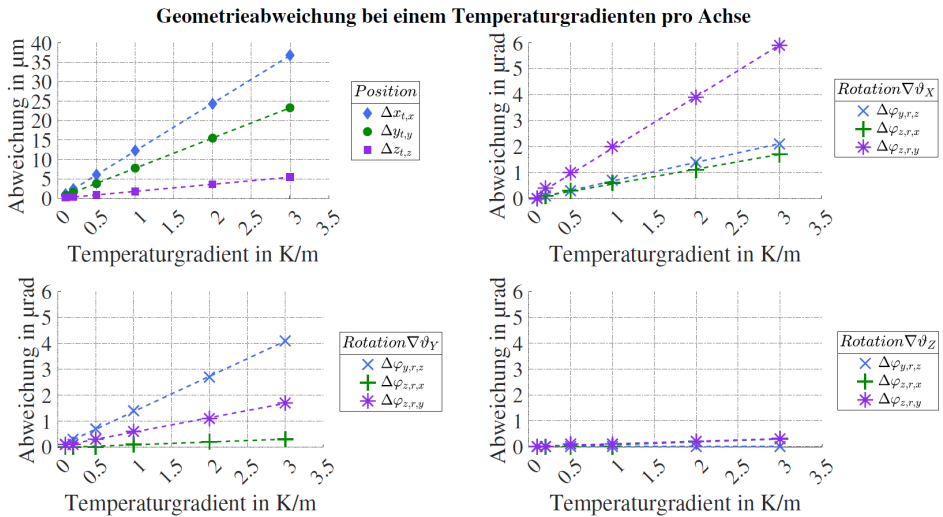 Geometrieabweichung bei einem Temperaturgradienten pro Achse
Abweichung in µm
40
35
30
25
20
15
10
5
0
0
0.5
1
1.5
2
2.5
3
3.5
Temperaturgradient in K/m
Position
Δx_{t,x}
Δy_{t,y}
Δz_{t,z}
Abweichung in µrad
6
5
4
3
2
1
0
0
0.5
1
1.5
2
2.5
3
3.5
Temperaturgradient in K/m
Rotation∇ϑ_X
Δφ_{y,r,z}
Δφ_{z,r,x}
Δφ_{z,r,y}
Abweichung in µrad
6
5
4
3
2
1
0
0
0.5
1
1.5
2
2.5
3
3.5
Temperaturgradient in K/m
Rotation∇ϑ_Y
Δφ_{y,r,z}
Δφ_{z,r,x}
Δφ_{z,r,y}
Abweichung in µrad
6
5
4
3
2
1
0
0
0.5
1
1.5
2
2.5
3
3.5
Temperaturgradient in K/m
Rotation∇ϑ_Z
Δφ_{y,r,z}
Δφ_{z,r,x}
Δφ_{z,r,y}